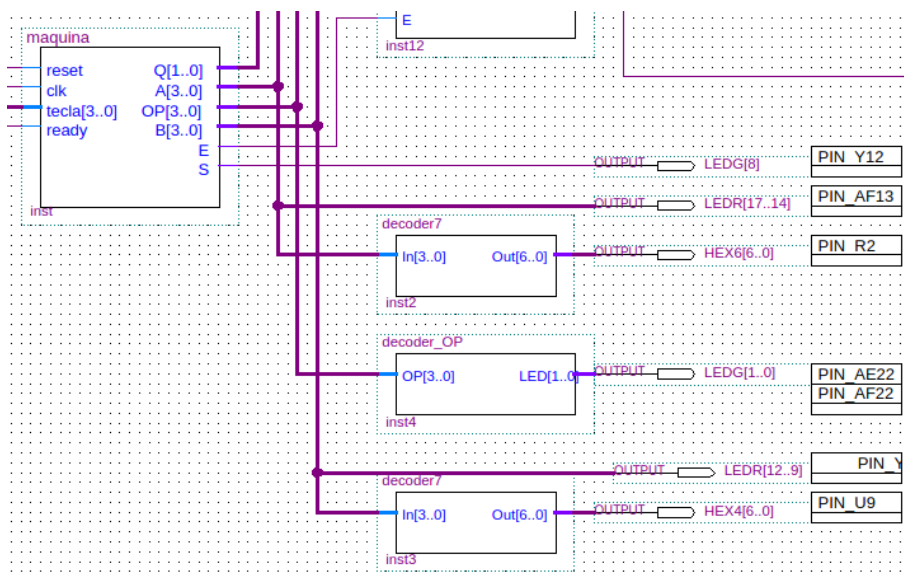 E
inst12
maquina
reset
Q[1..0]
clk
A[3..0]
tecla[3..0]
OP[3..0]
ready
B[3..0]
E
S
inst
OUTPUT
LEDG[8]
PIN_Y12
OUTPUT
LEDR[17..14]
PIN_AF13
decoder7
In[3..0]
Out[6..0]
inst2
OUTPUT
HEX6[6..0]
PIN_R2
decoder_OP
OP[3..0]
LED[1..0]
inst4
OUTPUT
LEDG[1..0]
PIN_AE22
PIN_AF22
OUTPUT
LEDR[12..9]
PIN_Y
decoder7
In[3..0]
Out[6..0]
inst3
OUTPUT
HEX4[6..0]
PIN_U9